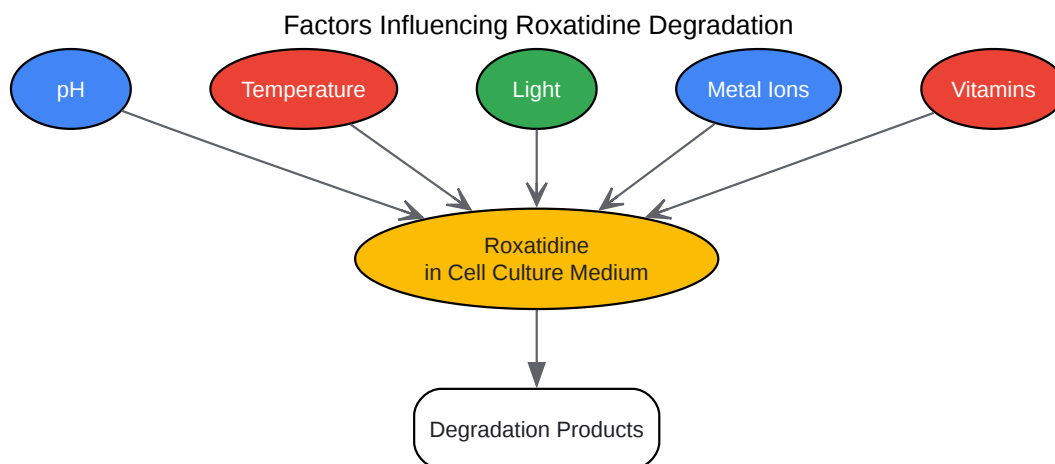 Factors Influencing Roxatidine Degradation
pH
Temperature
Light
Metal Ions
Vitamins
Roxatidine
in Cell Culture Medium
Degradation Products